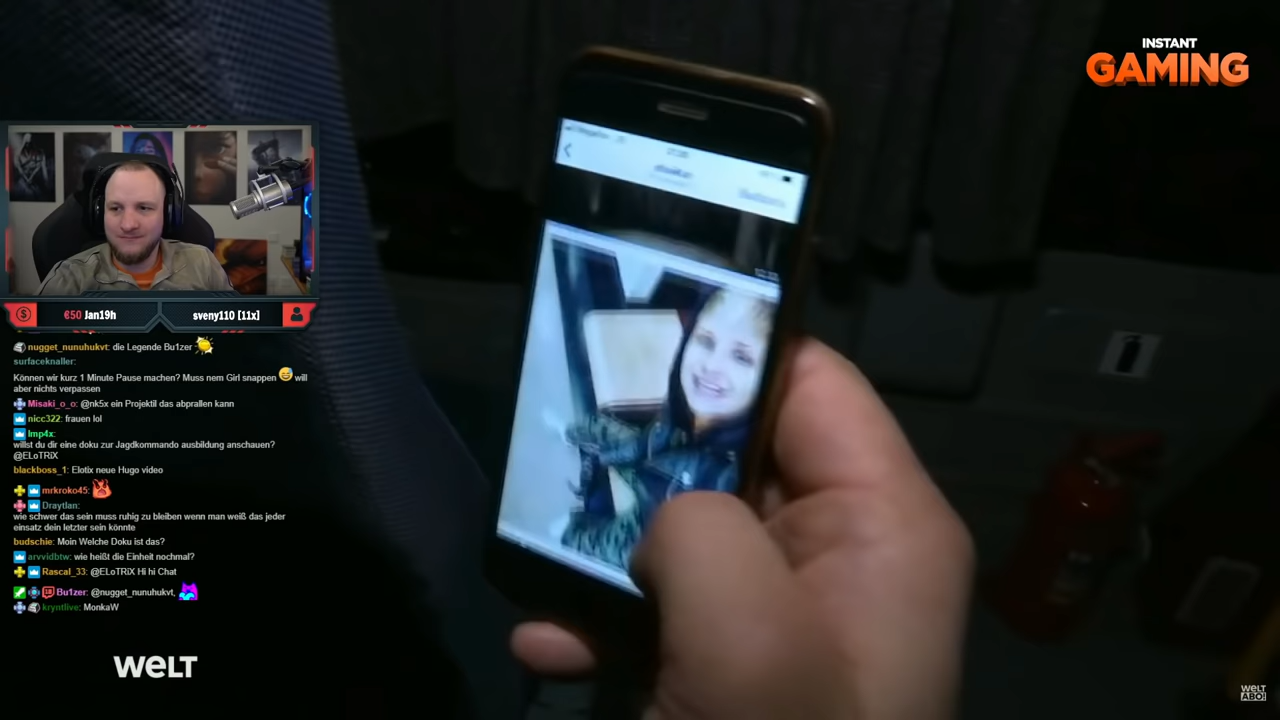 INSTANT
GAMING
€50 Jan19h
sveny110 [11x]
nugget_nunuhukvt: die Legende Bu1zer
surfaceknaller:
Können wir kurz 1 Minute Pause machen? Muss nem Girl snappen will
aber nichts verpassen
Misaki_o_o: @nk5x ein Projektil das abprallen kann
nicc322: frauen lol
lmp4x:
willst du dir eine doku zur Jagdkommando ausbildung anschauen?
@ELoTRiX
blackboss_1: Elotix neue Hugo video
mrkroko45:
Draytlan:
wie schwer das sein muss ruhig zu bleiben wenn man weiß das jeder
einsatz dein letzter sein könnte
budschie: Moin Welche Doku ist das?
arvvidbtw: wie heißt die Einheit nochmal?
Rascal_33: @ELoTRiX Hi hi Chat
Bu1zer: @nugget_nunuhukvt,
kryntlive: MonkaW
WELT
WELT
ABO!